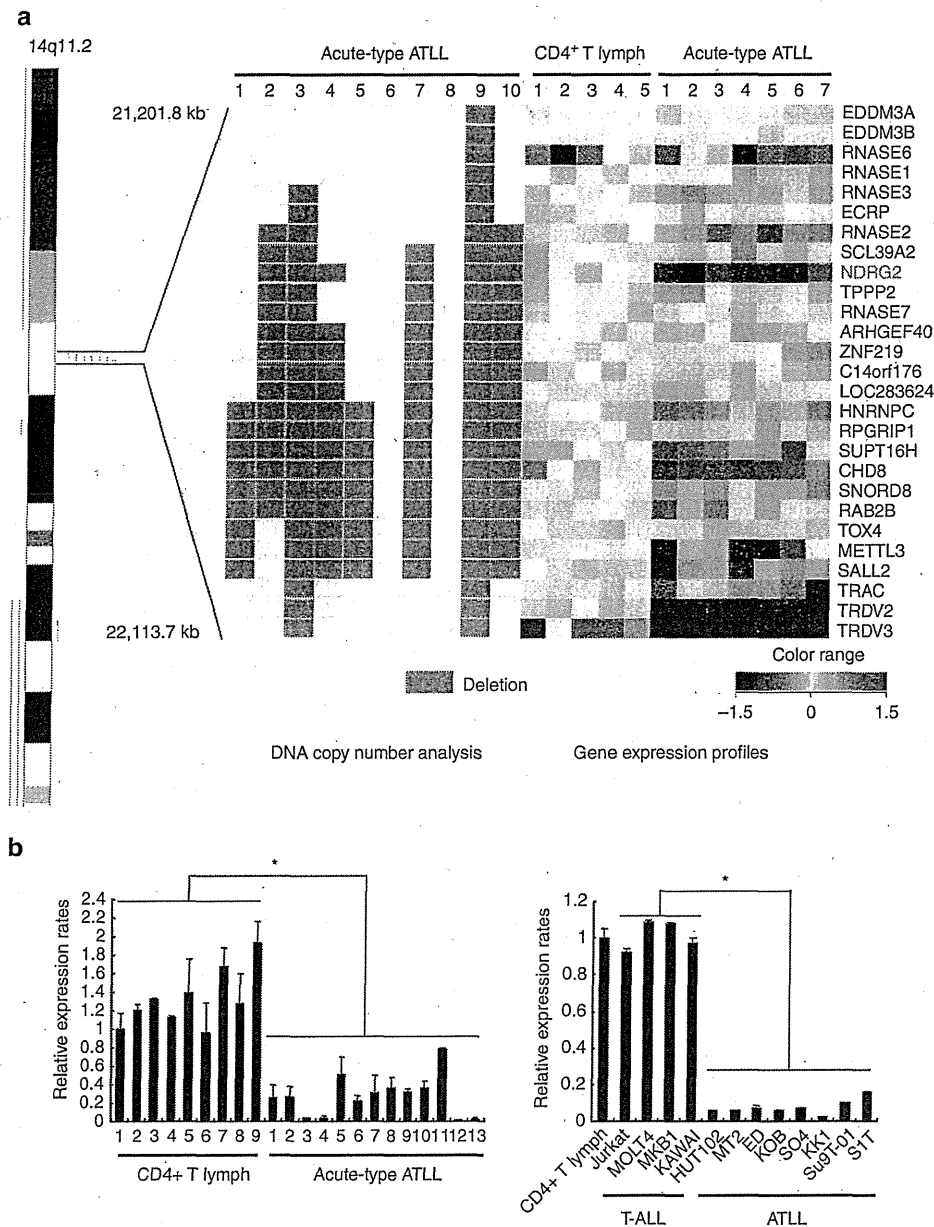 a
14q11.2
Acute-type ATLL
CD4+ T lymph
Acute-type ATLL
1 2 3 4 5 6 7 8 9 10
1 2 3 4 5
1 2 3 4 5 6 7
21,201.8 kb
22,113.7 kb
EDDM3A
EDDM3B
RNASE6
RNASE1
RNASE3
ECRP
RNASE2
SCL39A2
NDRG2
TPPP2
RNASE7
ARHGEF40
ZNF219
C14orf176
LOC283624
HNRNPC
RPGRIP1
SUPT16H
CHD8
SNORD8
RAB2B
TOX4
METTL3
SALL2
TRAC
TRDV2
TRDV3
Deletion
Color range
−1.5 0 1.5
DNA copy number analysis
Gene expression profiles
b
*
Relative expression rates
2.4
2.2
2
1.8
1.6
1.4
1.2
1
0.8
0.6
0.4
0.2
0
1 2 3 4 5 6 7 8 9 1 2 3 4 5 6 7 8 9 10 11 12 13
CD4+ T lymph
Acute-type ATLL
*
Relative expression rates
1.2
1
0.8
0.6
0.4
0.2
0
CD4+ T lymph
Jurkat
MOLT4
MKB1
KAWAI
HUT102
MT2
ED
KOB
SO4
KK1
Su9T-01
S1T
T-ALL
ATLL